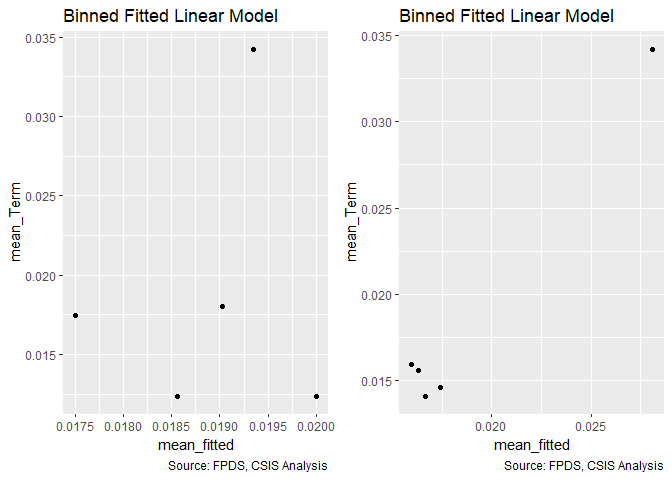 Binned Fitted Linear Model
0.035
0.030
0.025
0.020
0.015
mean_Term
0.0175 0.0180 0.0185 0.0190 0.0195 0.0200
mean_fitted
Source: FPDS, CSIS Analysis
Binned Fitted Linear Model
0.035
0.030
0.025
0.020
0.015
mean_Term
0.020 0.025
mean_fitted
Source: FPDS, CSIS Analysis